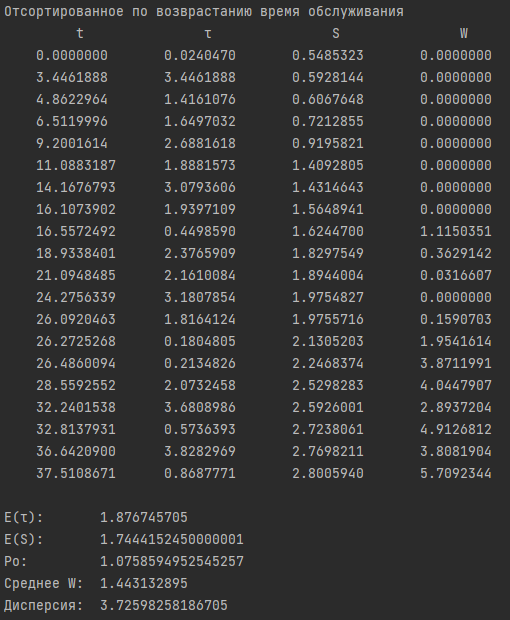 Отсортированное по возврастанию время обслуживания
t τ S W
0.0000000 0.0240470 0.5485323 0.0000000
3.4461888 3.4461888 0.5928144 0.0000000
4.8622964 1.4161076 0.6067648 0.0000000
6.5119996 1.6497032 0.7212855 0.0000000
9.2001614 2.6881618 0.9195821 0.0000000
11.0883187 1.8881573 1.4092805 0.0000000
14.1676793 3.0793606 1.4314643 0.0000000
16.1073902 1.9397109 1.5648941 0.0000000
16.5572492 0.4498590 1.6244700 1.1150351
18.9338401 2.3765909 1.8297549 0.3629142
21.0948485 2.1610084 1.8944004 0.0316607
24.2756339 3.1807854 1.9754827 0.0000000
26.0920463 1.8164124 1.9755716 0.1590703
26.2725268 0.1804805 2.1305203 1.9541614
26.4860094 0.2134826 2.2468374 3.8711991
28.5592552 2.0732458 2.5298283 4.0447907
32.2401538 3.6808986 2.5926001 2.8937204
32.8137931 0.5736393 2.7238061 4.9126812
36.6420900 3.8282969 2.7698211 3.8081904
37.5108671 0.8687771 2.8005940 5.7092344
E(τ): 1.876745705
E(S): 1.7444152450000001
Ро: 1.0758594952545257
Среднее W: 1.443132895
Дисперсия: 3.72598258186705